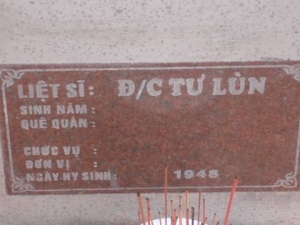 LIỆT SĨ: Đ/C TƯ LÙN
SINH NĂM:
QUÊ QUÁN:
CHỨC VỤ :
ĐƠN VỊ :
NGÀY HY SINH: 1948